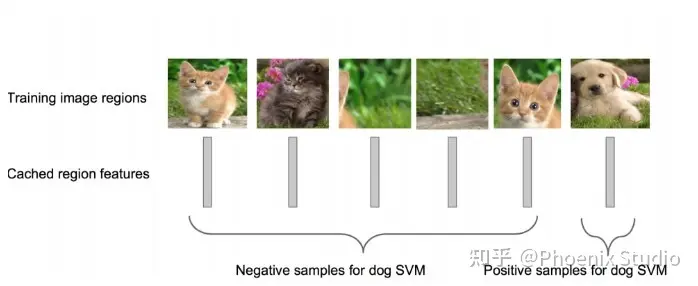 Training image regions
Cached region features
知乎 @Phoenix Studio
Negative samples for dog SVM
Positive samples for dog SVM